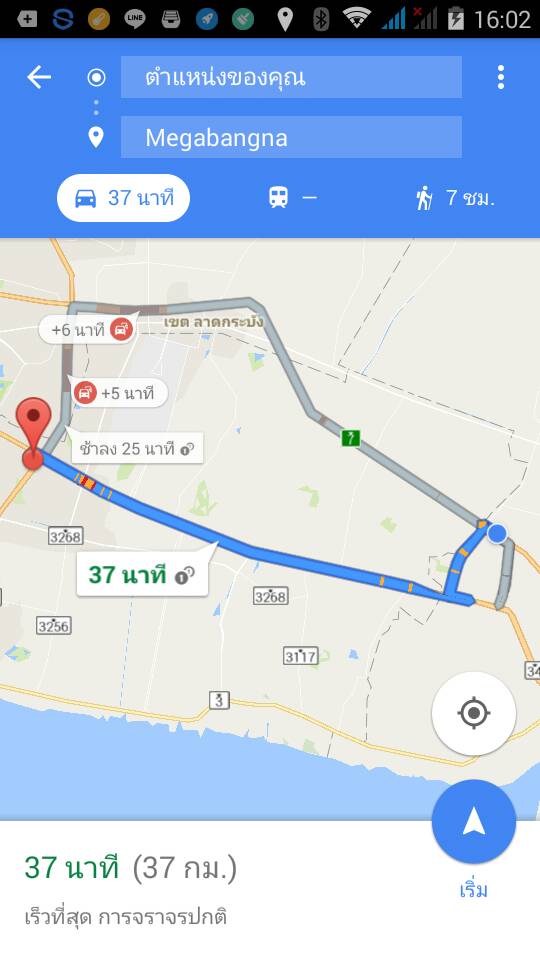 16:02
ตำแหน่งของคุณ
Megabangna
37 นาที
—
7 ชม.
+6 นาที
เขต ลาดกระบัง
+5 นาที
7
ช้าลง 25 นาที
3268
37 นาที
3268
3256
3117
34
3
37 นาที (37 กม.)
เริ่ม
เร็วที่สุด การจราจรปกติ